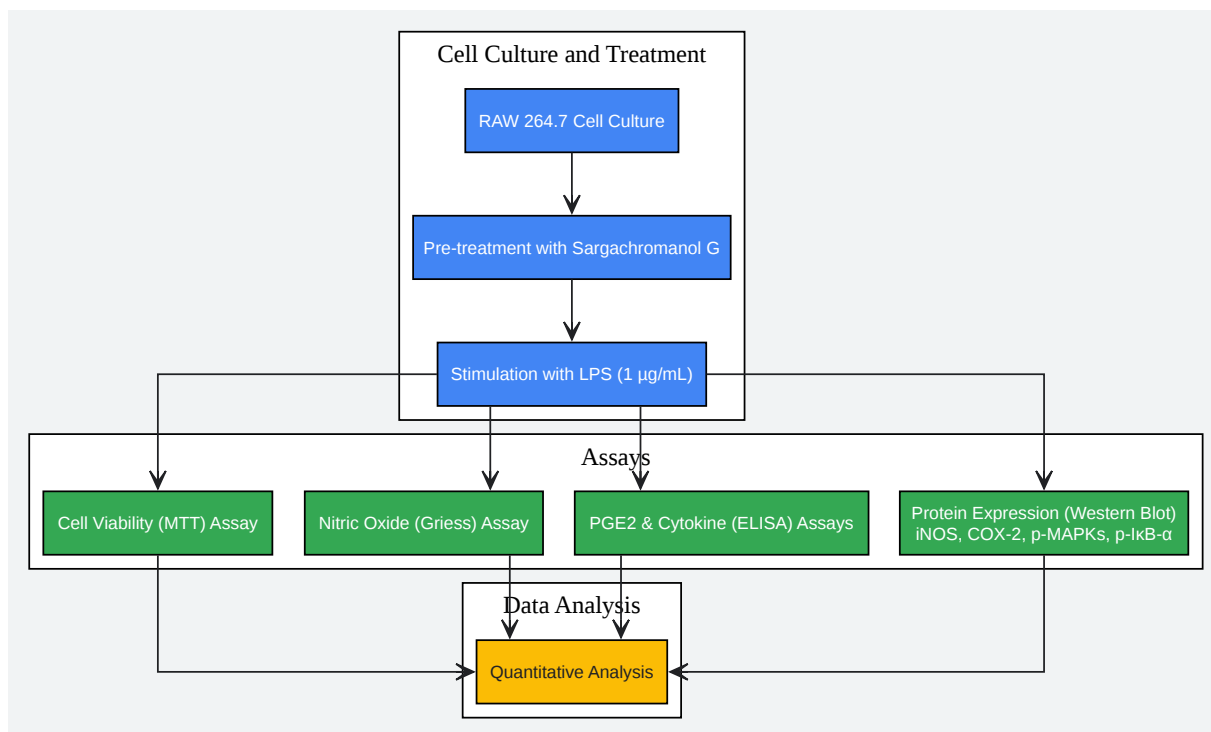 Cell Culture and Treatment
RAW 264.7 Cell Culture
Pre-treatment with Sargachromanol G
Stimulation with LPS (1 µg/mL)
Assays
Cell Viability (MTT) Assay
Nitric Oxide (Griess) Assay
PGE2 & Cytokine (ELISA) Assays
Protein Expression (Western Blot)
iNOS, COX-2, p-MAPKs, p-IκB-α
Data Analysis
Quantitative Analysis